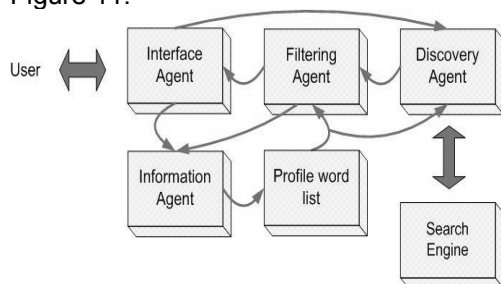 Figure 11.
User
Interface
Agent
Filtering
Agent
Discovery
Agent
Information
Agent
Profile word
list
Search
Engine